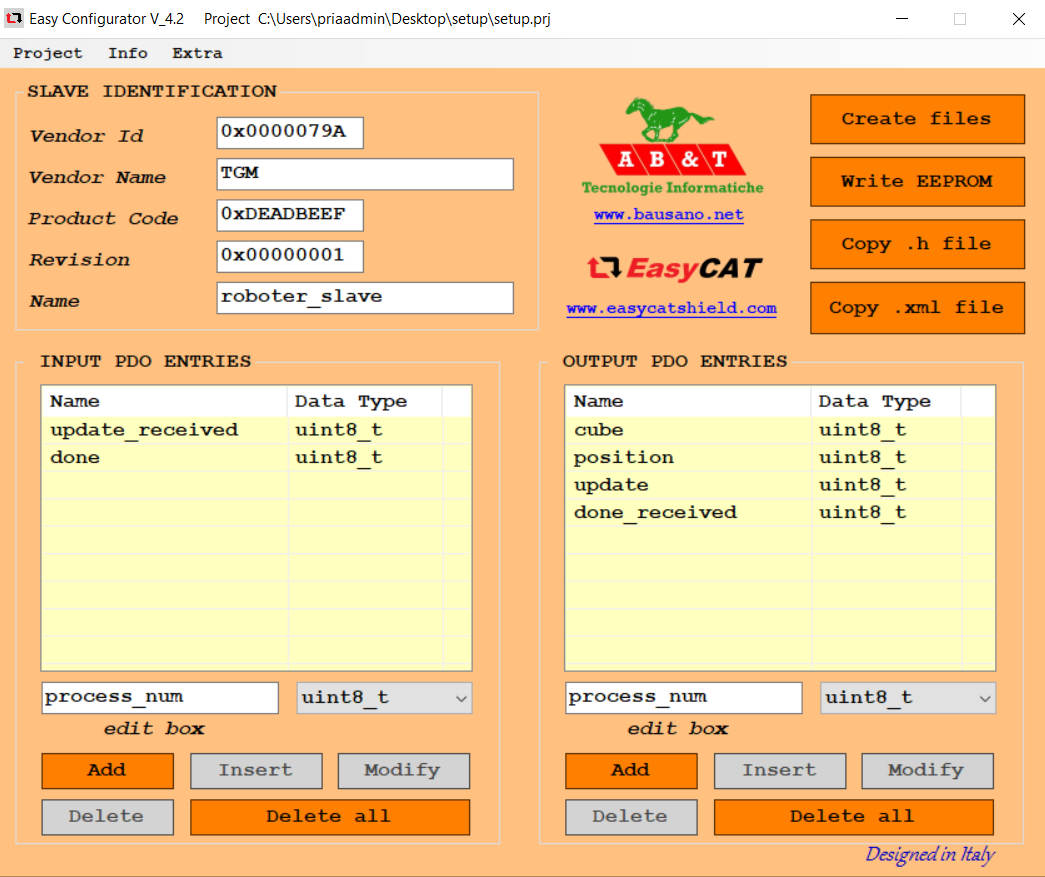 Easy Configurator V_4.2 Project C:\Users\priaadmin\Desktop\setup\setup.prj
Project Info Extra
SLAVE IDENTIFICATION
Vendor Id 0x0000079A
Vendor Name TGM
Product Code 0xDEADBEEF
Revision 0x00000001
Name roboter_slave
AB&T
Tecnologie Informatiche
www.bausano.net
EasyCAT
www.easycatshield.com
Create files
Write EEPROM
Copy .h file
Copy .xml file
INPUT PDO ENTRIES
Name Data Type
update_received uint8_t
done uint8_t
process_num uint8_t
edit box
Add Insert Modify
Delete Delete all
OUTPUT PDO ENTRIES
Name Data Type
cube uint8_t
position uint8_t
update uint8_t
done_received uint8_t
process_num uint8_t
edit box
Add Insert Modify
Delete Delete all
Designed in Italy